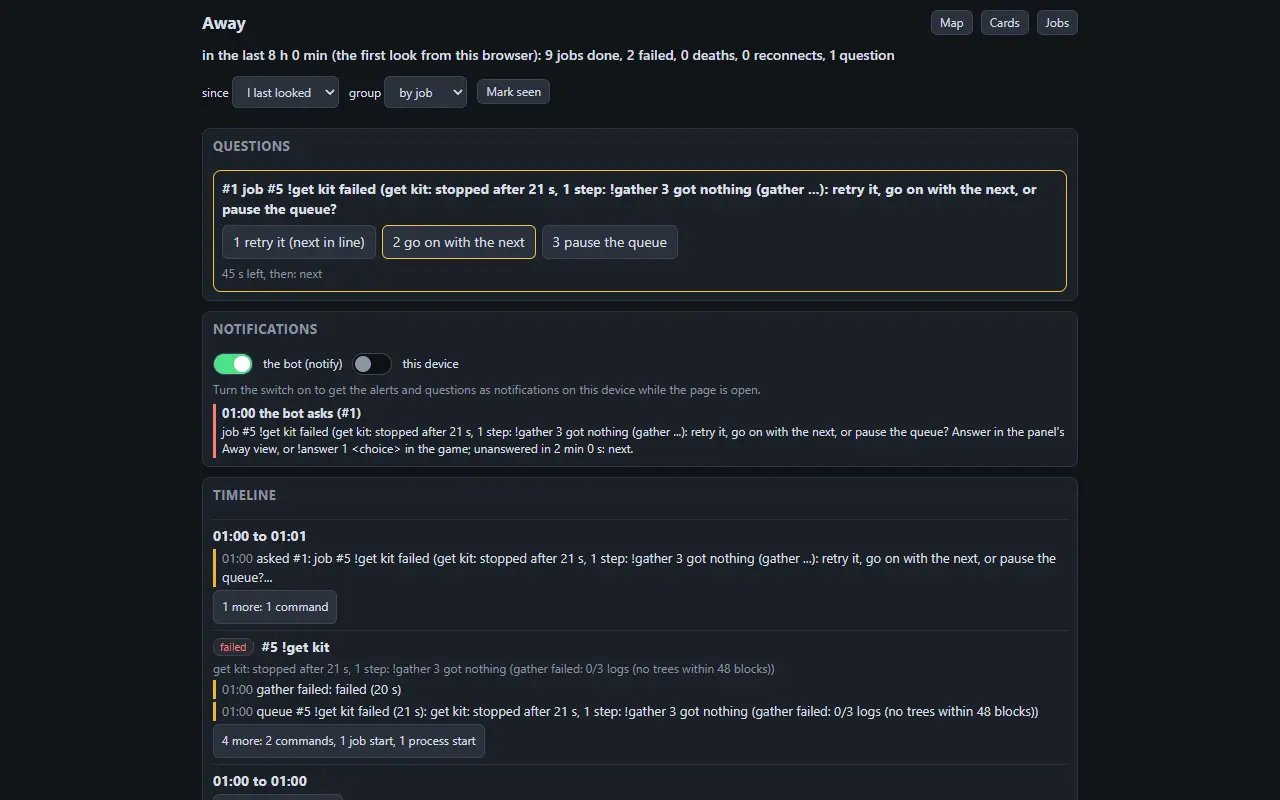 Away
Map
Cards
Jobs
in the last 8 h 0 min (the first look from this browser): 9 jobs done, 2 failed, 0 deaths, 0 reconnects, 1 question
since
I last looked
group
by job
Mark seen
QUESTIONS
#1 job #5 !get kit failed (get kit: stopped after 21 s, 1 step: !gather 3 got nothing (gather ...): retry it, go on with the next, or
pause the queue?
1 retry it (next in line)
2 go on with the next
3 pause the queue
45 s left, then: next
NOTIFICATIONS
the bot (notify)
this device
Turn the switch on to get the alerts and questions as notifications on this device while the page is open.
01:00 the bot asks (#1)
job #5 !get kit failed (get kit: stopped after 21 s, 1 step: !gather 3 got nothing (gather ...): retry it, go on with the next, or pause the queue? Answer in the panel's
Away view, or !answer 1 <choice> in the game; unanswered in 2 min 0 s: next.
TIMELINE
01:00 to 01:01
01:00 asked #1: job #5 !get kit failed (get kit: stopped after 21 s, 1 step: !gather 3 got nothing (gather ...): retry it, go on with the next, or pause the
queue?...
1 more: 1 command
failed
#5 !get kit
get kit: stopped after 21 s, 1 step: !gather 3 got nothing (gather failed: 0/3 logs (no trees within 48 blocks))
01:00 gather failed: failed (20 s)
01:00 queue #5 !get kit failed (21 s): get kit: stopped after 21 s, 1 step: !gather 3 got nothing (gather failed: 0/3 logs (no trees within 48 blocks))
4 more: 2 commands, 1 job start, 1 process start
01:00 to 01:00